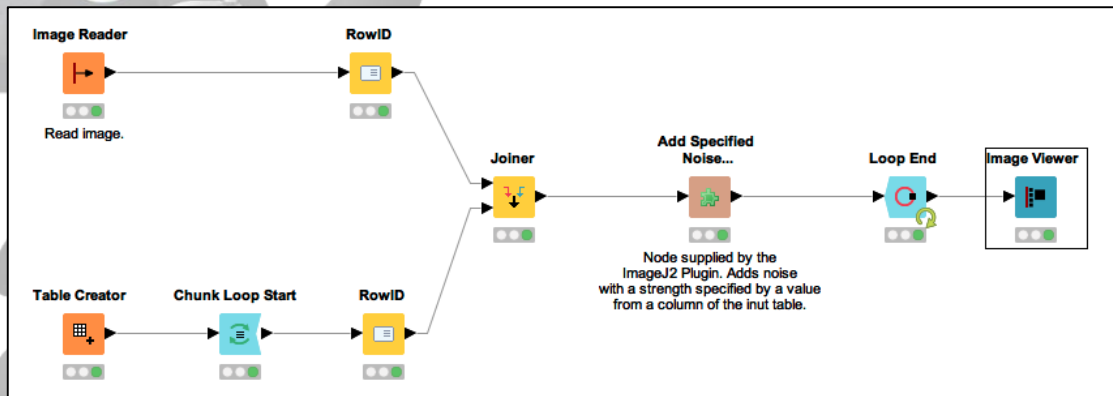 Image Reader
RowID
Read image.
Joiner
Add Specified
Noise...
Loop End
Image Viewer
Node supplied by the
ImageJ2 Plugin. Adds noise
with a strength specified by a value
from a column of the inut table.
Table Creator
Chunk Loop Start
RowID